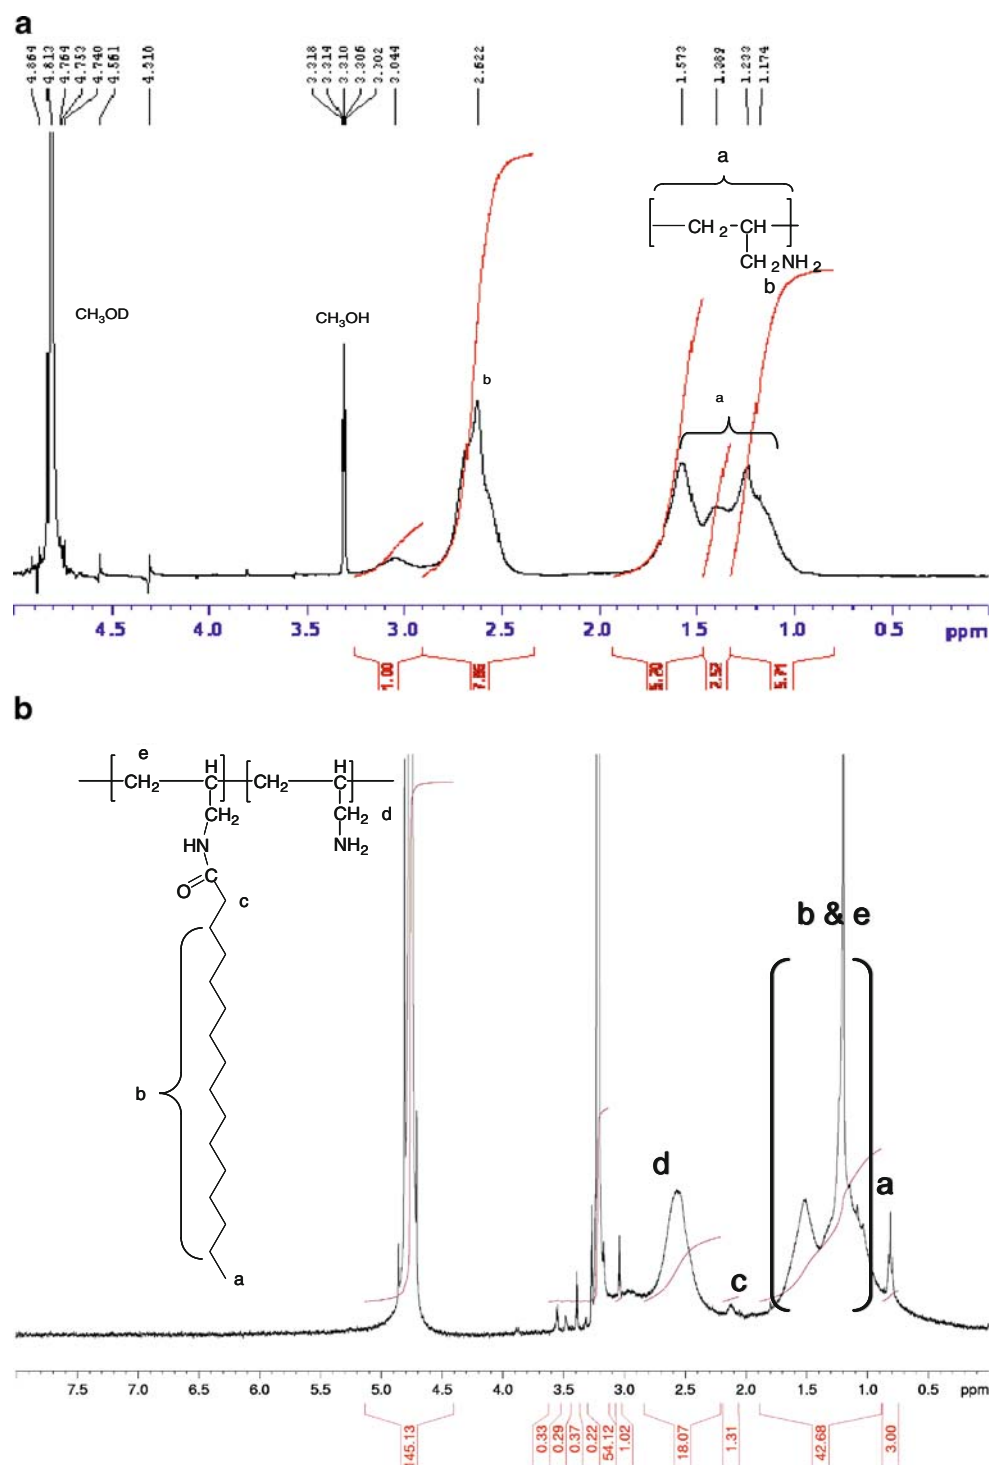 a
4.864 4.813 4.764 4.753 4.740 4.561 4.310 3.318 3.314 3.310 3.306 3.302 3.044 2.622 1.573 1.389 1.233 1.174
a
CH2-CH
CH2NH2
b
CH3OD
CH3OH
b
a
4.5 4.0 3.5 3.0 2.5 2.0 1.5 1.0 0.5 ppm
1.00 7.86 5.20 2.52 5.71
b
e
H H
CH2 C CH2 C
CH2 CH2 d
HN NH2
O C
c
b & e
d
a
c
b
a
7.5 7.0 6.5 6.0 5.5 5.0 4.5 4.0 3.5 3.0 2.5 2.0 1.5 1.0 0.5 ppm
145.13 0.33 0.29 0.37 0.22 54.12 1.02 18.07 1.31 42.68 3.00